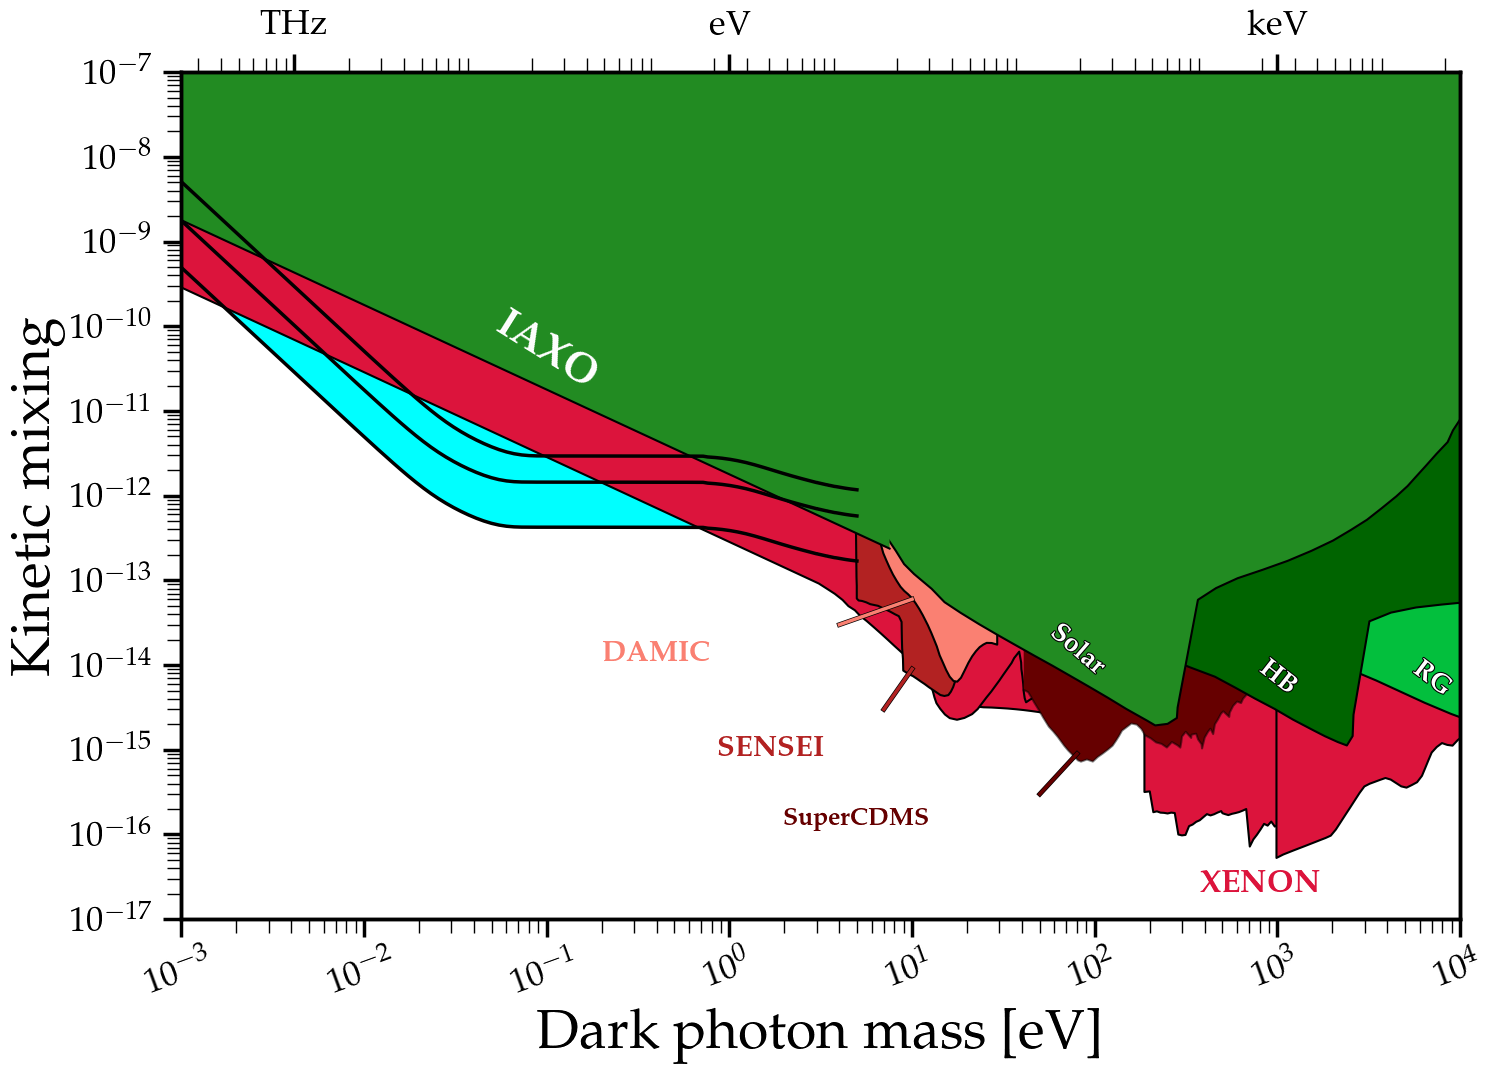 THz eV keV
10⁻⁷
10⁻⁸
10⁻⁹
10⁻¹⁰
10⁻¹¹
10⁻¹²
10⁻¹³
10⁻¹⁴
10⁻¹⁵
10⁻¹⁶
10⁻¹⁷
Kinetic mixing
IAXO
Solar
HB
RG
DAMIC
SENSEI
SuperCDMS
XENON
10⁻³ 10⁻² 10⁻¹ 10⁰ 10¹ 10² 10³ 10⁴
Dark photon mass [eV]